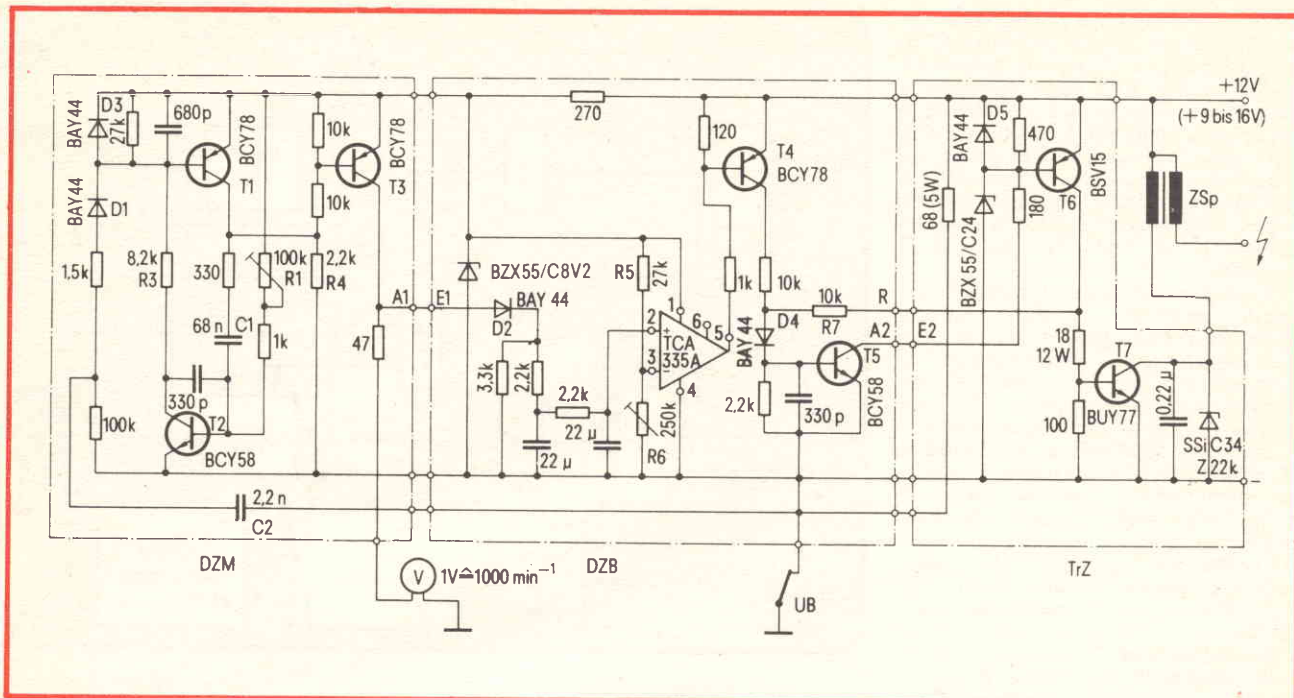 BAY44
D3
27k
680p
BCY78
T1
BAY44
D1
1,5k
8,2k
R3
330
100k
R1
68n
C1
1k
330p
T2
BCY58
100k
2,2n
C2
10k
10k
BCY78
T3
2,2k
R4
47
A1
E1
DZM
V
1V≙1000 min⁻¹
270
BZX55/C8V2
BAY 44
D2
3,3k
2,2k
22 µ
2,2k
22 µ
R5
27k
1
2
+
3
−
TCA
335A
6
5
4
250k
R6
120
T4
BCY78
1k
10k
BAY 44
D4
10k
R7
2,2k
330 p
T5
BCY58
R
A2
E2
DZB
UB
68 (5W)
BAY44
D5
470
BZX 55/C24
180
T6
BSV15
18
12 W
100
T7
BUY77
0,22 µ
SSi C34
Z 22k
TrZ
ZSp
+12V
(+9 bis 16V)
−